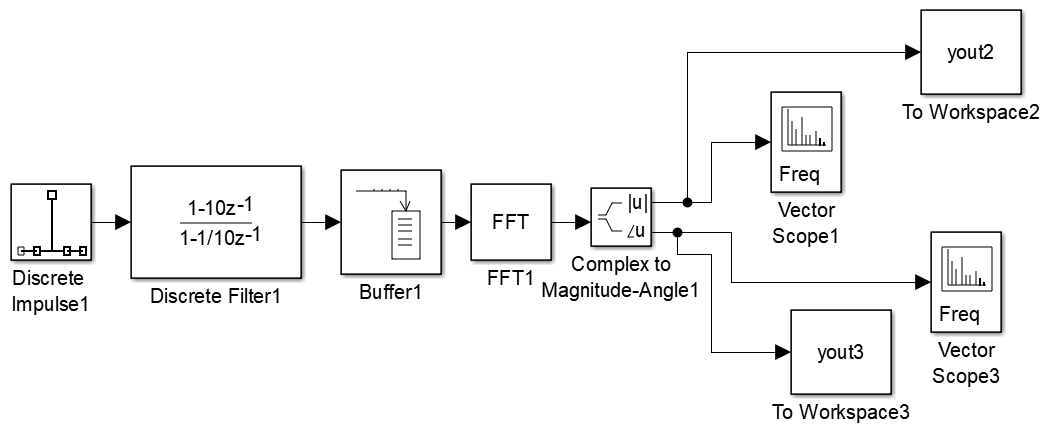 yout2
To Workspace2
Freq
Vector
Scope1
1-10z-1
1-1/10z-1
FFT
|u|
∠u
Discrete
Impulse1
Discrete Filter1
Buffer1
FFT1
Complex to
Magnitude-Angle1
Freq
Vector
Scope3
yout3
To Workspace3